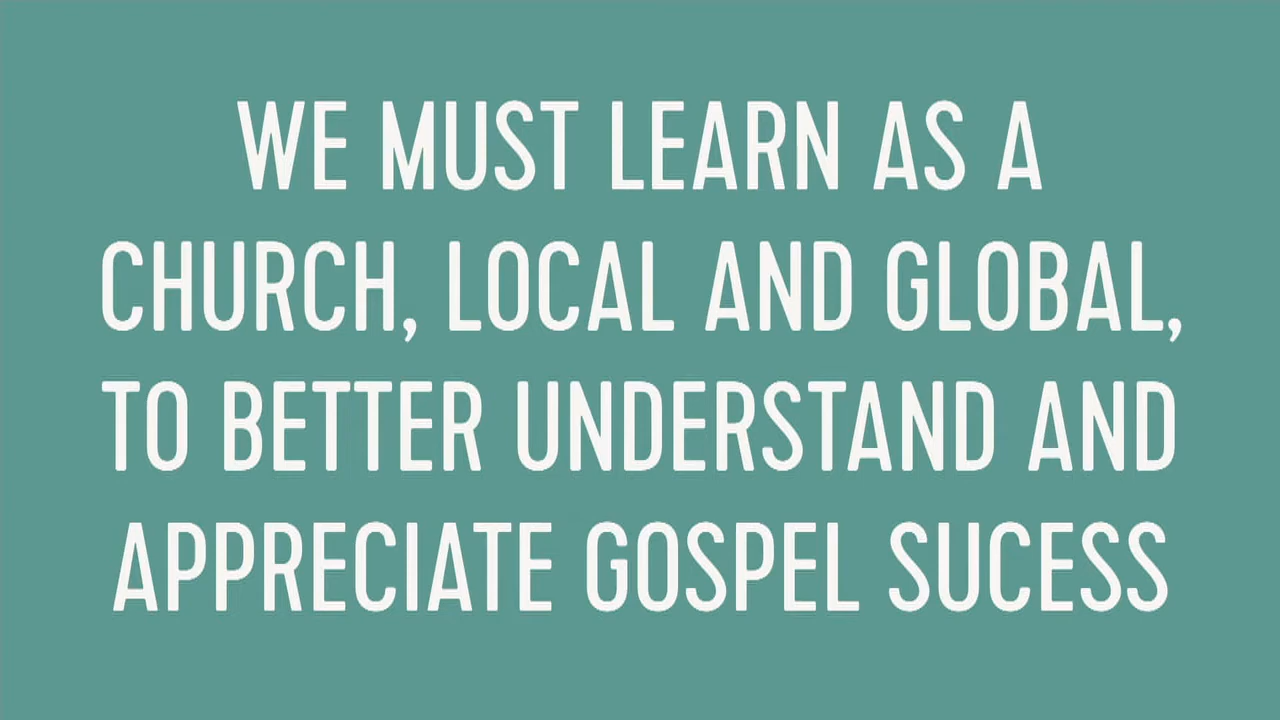 WE MUST LEARN AS A
CHURCH, LOCAL AND GLOBAL,
TO BETTER UNDERSTAND AND
APPRECIATE GOSPEL SUCESS